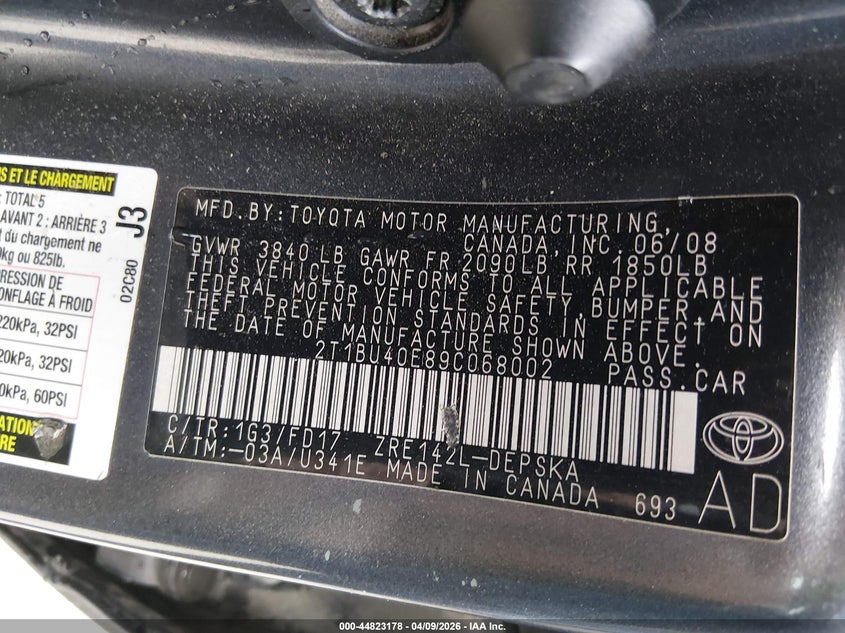 S ET LE CHARGEMENT
: TOTAL 5
AVANT 2 : ARRIÈRE 3
t du chargement ne
kg ou 825lb.
J3
02C80
RESSION DE
ONFLAGE À FROID
220kPa, 32PSI
20kPa, 32PSI
0kPa, 60PSI
MFD.BY:TOYOTA MOTOR MANUFACTURING,
CANADA,INC.06/08
GVWR 3840 LB GAWR FR 2090LB RR 1850LB
THIS VEHICLE CONFORMS TO ALL APPLICABLE
FEDERAL MOTOR VEHICLE SAFETY,BUMPER,AND
THEFT PREVENTION STANDARDS IN EFFECT ON
THE DATE OF MANUFACTURE SHOWN ABOVE.
2T1BU40E89C068002 PASS.CAR
C/TR:1G3/FD17 ZRE142L-DEPSKA
A/TM:-03A/U341E MADE IN CANADA 693
AD
000-44823178 - 04/09/2026 - IAA Inc.